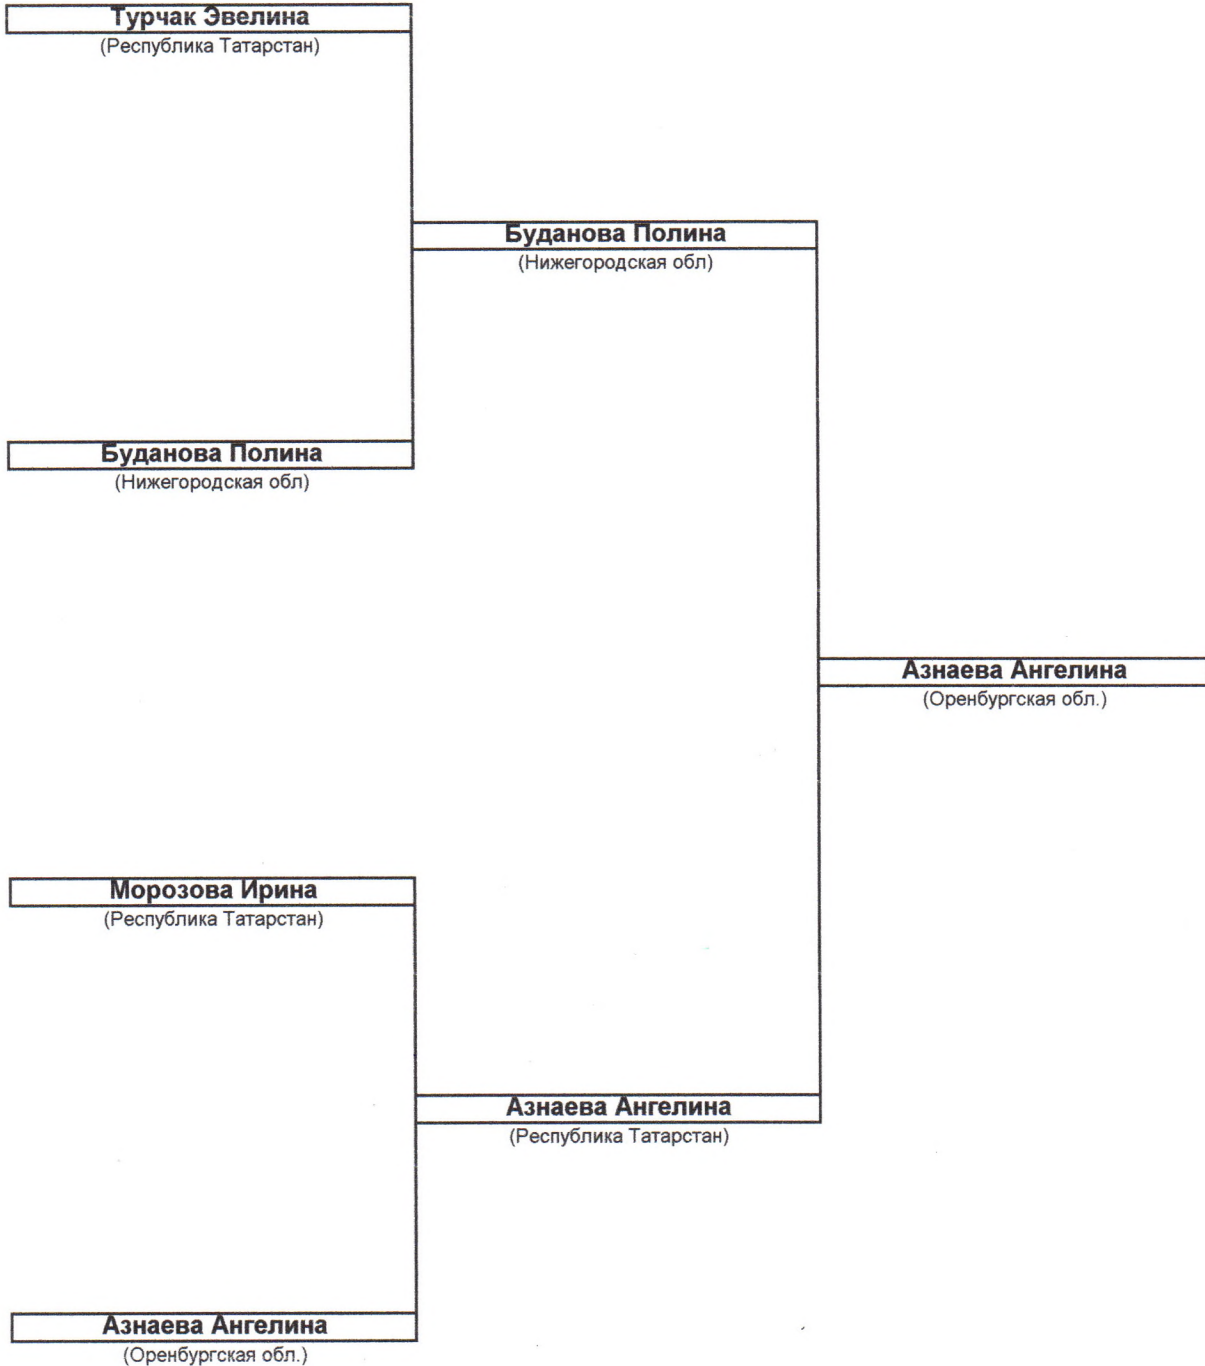 Турчак Эвелина
(Республика Татарстан)
Буданова Полина
(Нижегородская обл)
Буданова Полина
(Нижегородская обл)
Азнаева Ангелина
(Оренбургская обл.)
Морозова Ирина
(Республика Татарстан)
Азнаева Ангелина
(Республика Татарстан)
Азнаева Ангелина
(Оренбургская обл.)